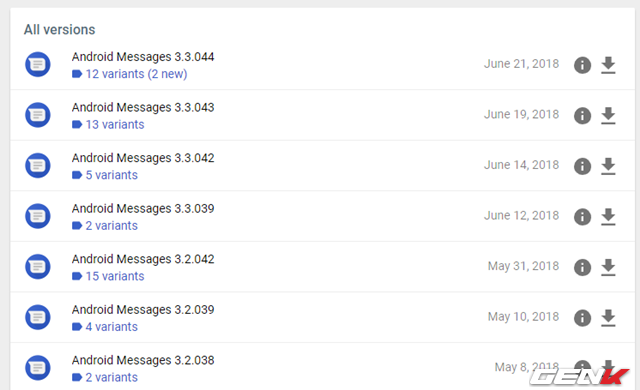 All versions
Android Messages 3.3.044
12 variants (2 new)
June 21, 2018
Android Messages 3.3.043
13 variants
June 19, 2018
Android Messages 3.3.042
5 variants
June 14, 2018
Android Messages 3.3.039
2 variants
June 12, 2018
Android Messages 3.2.042
15 variants
May 31, 2018
Android Messages 3.2.039
4 variants
May 10, 2018
Android Messages 3.2.038
2 variants
May 8, 2018
GENK